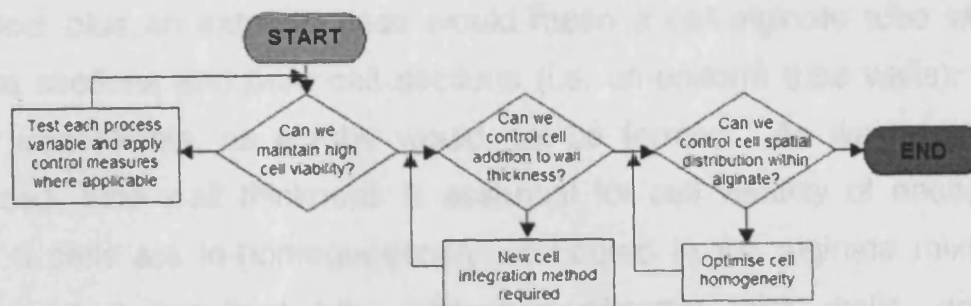 START
Test each process
variable and apply
control measures
where applicable
Can we
maintain high
cell viability?
Can we
control cell
addition to wall
thickness?
Can we
control cell spatial
distribution within
alginate?
END
New cell
integration method
required
Optimise cell
homogeneity